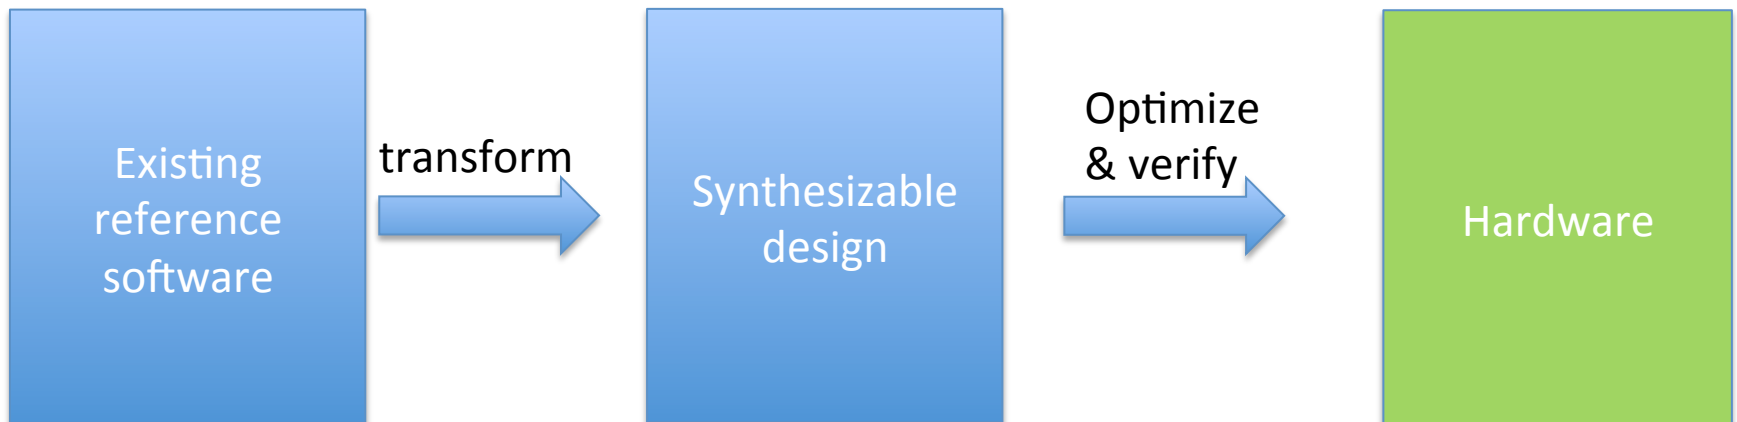 Existing
reference
software
transform
Synthesizable
design
Optimize
& verify
Hardware